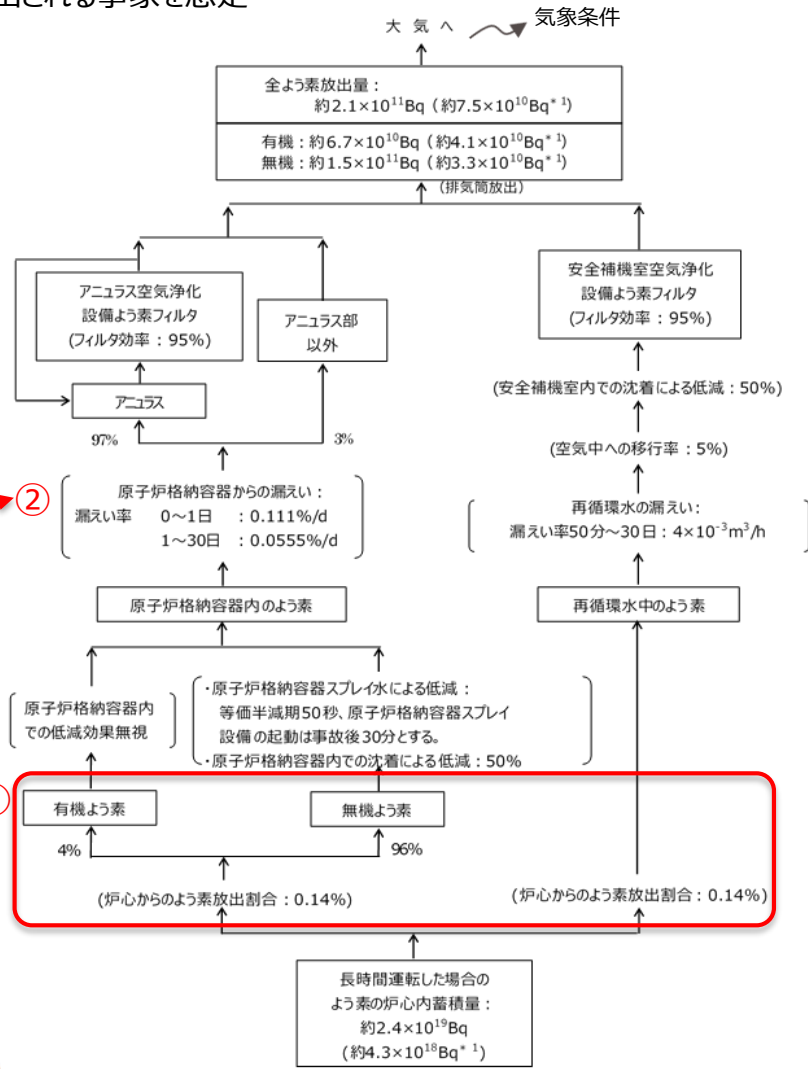 出される事象を想定
大 気 へ
気象条件
全よう素放出量：
約2.1×10¹¹Bq（約7.5×10¹⁰Bq*¹）
有機：約6.7×10¹⁰Bq（約4.1×10¹⁰Bq*¹）
無機：約1.5×10¹¹Bq（約3.3×10¹⁰Bq*¹）
(排気筒放出)
アニュラス空気浄化
設備よう素フィルタ
(フィルタ効率：95%)
アニュラス部
以外
安全補機室空気浄化
設備よう素フィルタ
(フィルタ効率：95%)
アニュラス
(安全補機室内での沈着による低減：50%)
97%
3%
(空気中への移行率：5%)
②
原子炉格納容器からの漏えい：
漏えい率 0～1日 ：0.111%/d
1～30日 ：0.0555%/d
再循環水の漏えい：
漏えい率50分～30日：4×10⁻³m³/h
原子炉格納容器内のよう素
再循環水中のよう素
原子炉格納容器内
での低減効果無視
・原子炉格納容器スプレイ水による低減：
等価半減期50秒、原子炉格納容器スプレイ
設備の起動は事故後30分とする。
・原子炉格納容器内での沈着による低減：50%
有機よう素
無機よう素
4%
96%
(炉心からのよう素放出割合：0.14%)
(炉心からのよう素放出割合：0.14%)
長時間運転した場合の
よう素の炉心内蓄積量：
約2.4×10¹⁹Bq
(約4.3×10¹⁸Bq*¹)